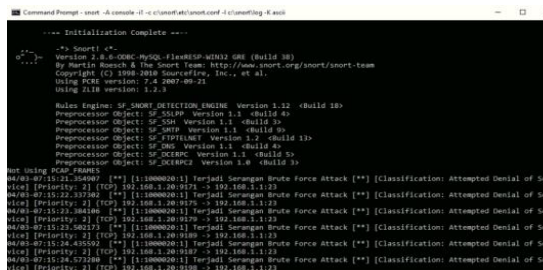 Command Prompt - snort -A console -i1 -c c:\snort\etc\snort.conf -l c:\snort\log -K ascii
--== Initialization Complete ==--
-*> Snort! <*-
o" )~ Version 2.8.6-ODBC-MySQL-FlexRESP-WIN32 GRE (Build 38)
'''' By Martin Roesch & The Snort Team: http://www.snort.org/snort/snort-team
Copyright (C) 1998-2010 Sourcefire, Inc., et al.
Using PCRE version: 7.4 2007-09-21
Using ZLIB version: 1.2.3
Rules Engine: SF_SNORT_DETECTION_ENGINE Version 1.12 <Build 18>
Preprocessor Object: SF_SSLPP Version 1.1 <Build 4>
Preprocessor Object: SF_SSH Version 1.1 <Build 3>
Preprocessor Object: SF_SMTP Version 1.1 <Build 9>
Preprocessor Object: SF_FTPTELNET Version 1.2 <Build 13>
Preprocessor Object: SF_DNS Version 1.1 <Build 4>
Preprocessor Object: SF_DCERPC Version 1.1 <Build 5>
Preprocessor Object: SF_DCERPC2 Version 1.0 <Build 3>
Not Using PCAP_FRAMES
04/03-07:15:21.354907 [**] [1:1000020:1] Terjadi Serangan Brute Force Attack [**] [Classification: Attempted Denial of S
vice] [Priority: 2] {TCP} 192.168.1.20:9171 -> 192.168.1.1:23
04/03-07:15:22.337302 [**] [1:1000020:1] Terjadi Serangan Brute Force Attack [**] [Classification: Attempted Denial of S
vice] [Priority: 2] {TCP} 192.168.1.20:9175 -> 192.168.1.1:23
04/03-07:15:23.384106 [**] [1:1000020:1] Terjadi Serangan Brute Force Attack [**] [Classification: Attempted Denial of S
vice] [Priority: 2] {TCP} 192.168.1.20:9179 -> 192.168.1.1:23
04/03-07:15:23.502173 [**] [1:1000020:1] Terjadi Serangan Brute Force Attack [**] [Classification: Attempted Denial of S
vice] [Priority: 2] {TCP} 192.168.1.20:9189 -> 192.168.1.1:23
04/03-07:15:24.435592 [**] [1:1000020:1] Terjadi Serangan Brute Force Attack [**] [Classification: Attempted Denial of S
vice] [Priority: 2] {TCP} 192.168.1.20:9187 -> 192.168.1.1:23
04/03-07:15:24.573280 [**] [1:1000020:1] Terjadi Serangan Brute Force Attack [**] [Classification: Attempted Denial of S
vice] [Priority: 2] {TCP} 192.168.1.20:9198 -> 192.168.1.1:23